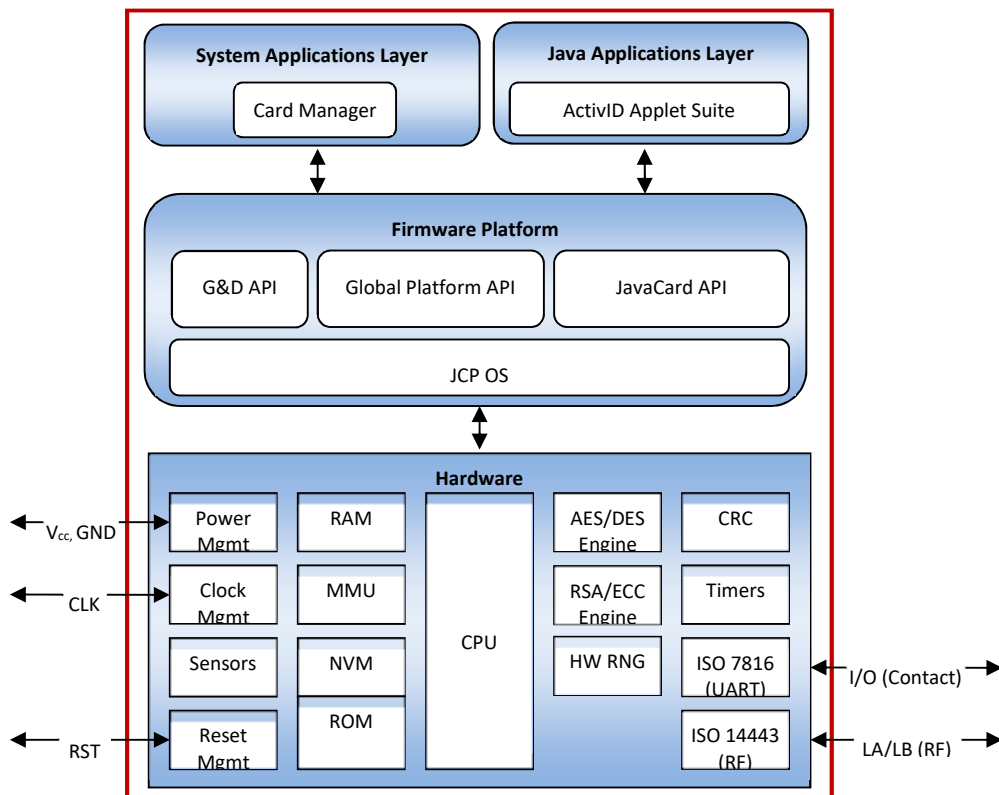 System Applications Layer
Card Manager
Java Applications Layer
ActivID Applet Suite
Firmware Platform
G&D API
Global Platform API
JavaCard API
JCP OS
Hardware
Power
Mgmt
RAM
CPU
AES/DES
Engine
CRC
Clock
Mgmt
MMU
RSA/ECC
Engine
Timers
Sensors
NVM
HW RNG
ISO 7816
(UART)
Reset
Mgmt
ROM
ISO 14443
(RF)
Vcc, GND
CLK
RST
I/O (Contact)
LA/LB (RF)